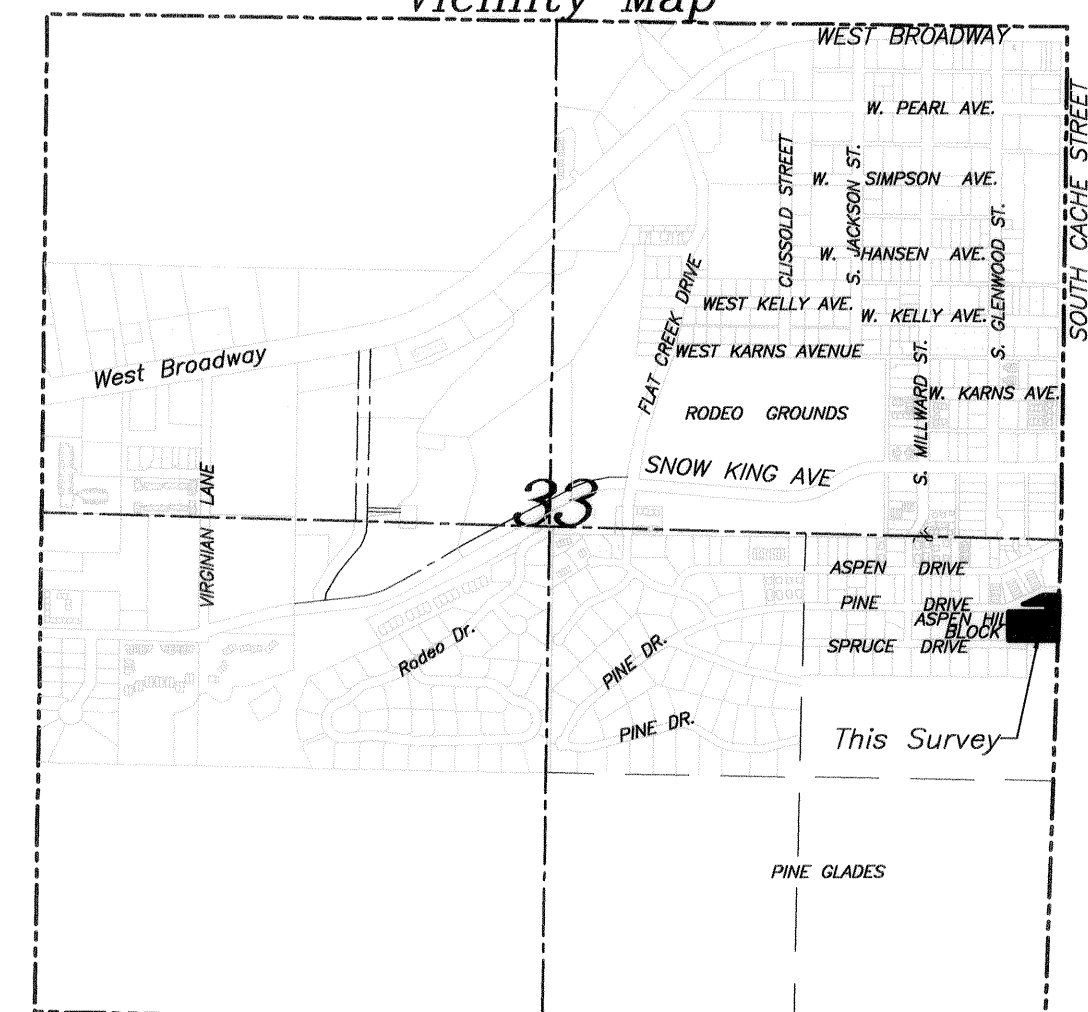 Vicinity Map
WEST BROADWAY
SOUTH CACHE STREET
W. PEARL AVE.
CLISSOLD STREET
W. SIMPSON AVE.
S. JACKSON ST.
S. GLENWOOD ST.
W. HANSEN AVE.
FLAT CREEK DRIVE
WEST KELLY AVE.
W. KELLY AVE.
WEST KARNS AVENUE
West Broadway
S. MILLWARD ST.
W. KARNS AVE.
RODEO GROUNDS
SNOW KING AVE
33
VIRGINIAN LANE
ASPEN DRIVE
PINE DRIVE
ASPEN HIL
BLOCK
SPRUCE DRIVE
Rodeo Dr.
PINE DR.
PINE DR.
This Survey
PINE GLADES